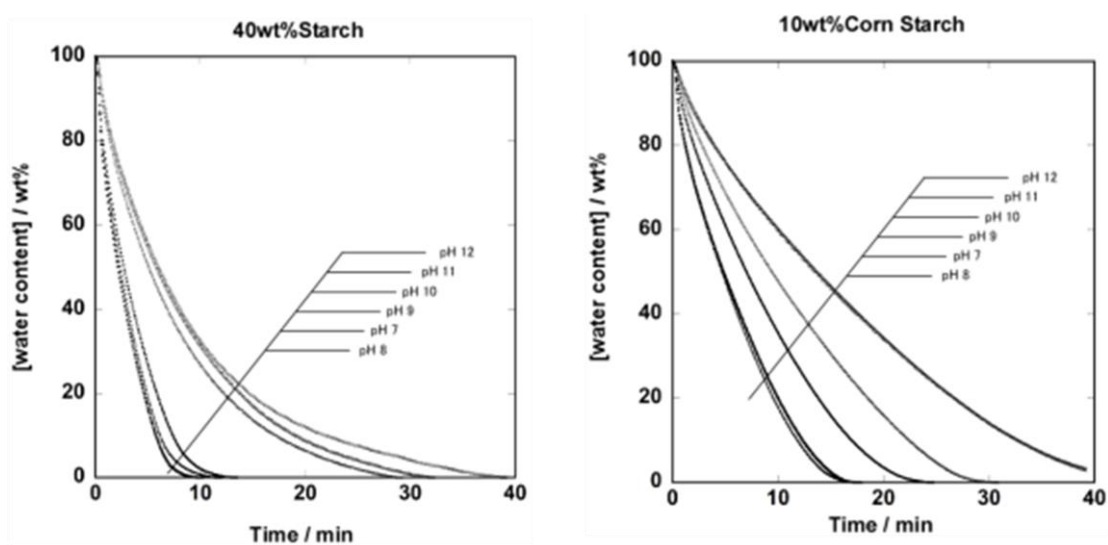 40wt%Starch
100
80
60
40
20
0
[water content] / wt%
pH 12
pH 11
pH 10
pH 9
pH 7
pH 8
0
10
20
30
40
Time / min
10wt%Corn Starch
100
80
60
40
20
0
[water content] / wt%
pH 12
pH 11
pH 10
pH 9
pH 7
pH 8
0
10
20
30
40
Time / min